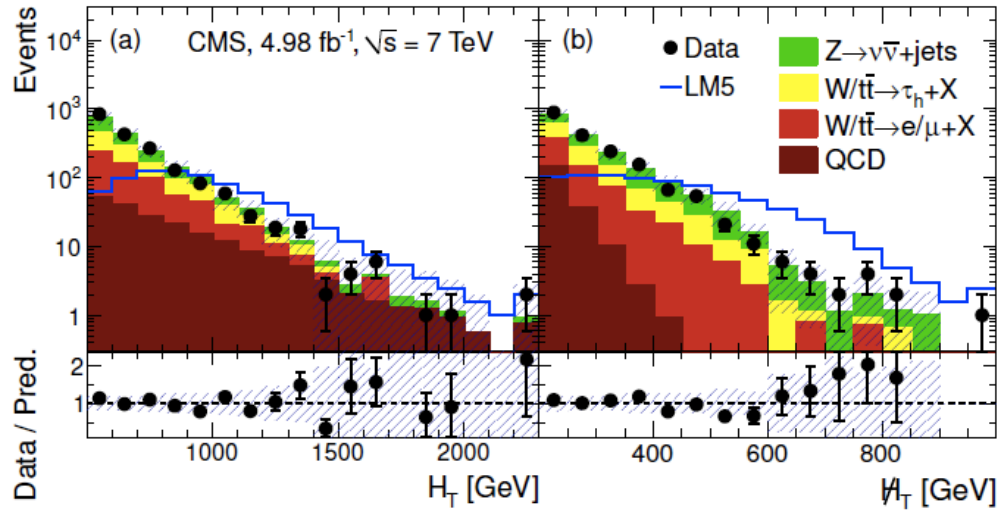 (a) CMS, 4.98 fb⁻¹, √s = 7 TeV
(b)
Data
LM5
Z→νν̄+jets
W/tt̄→τₕ+X
W/tt̄→e/μ+X
QCD
Events
10⁴
10³
10²
10
1
Data / Pred.
2
1
1000 1500 2000
400 600 800
H_T [GeV]
H̸_T [GeV]